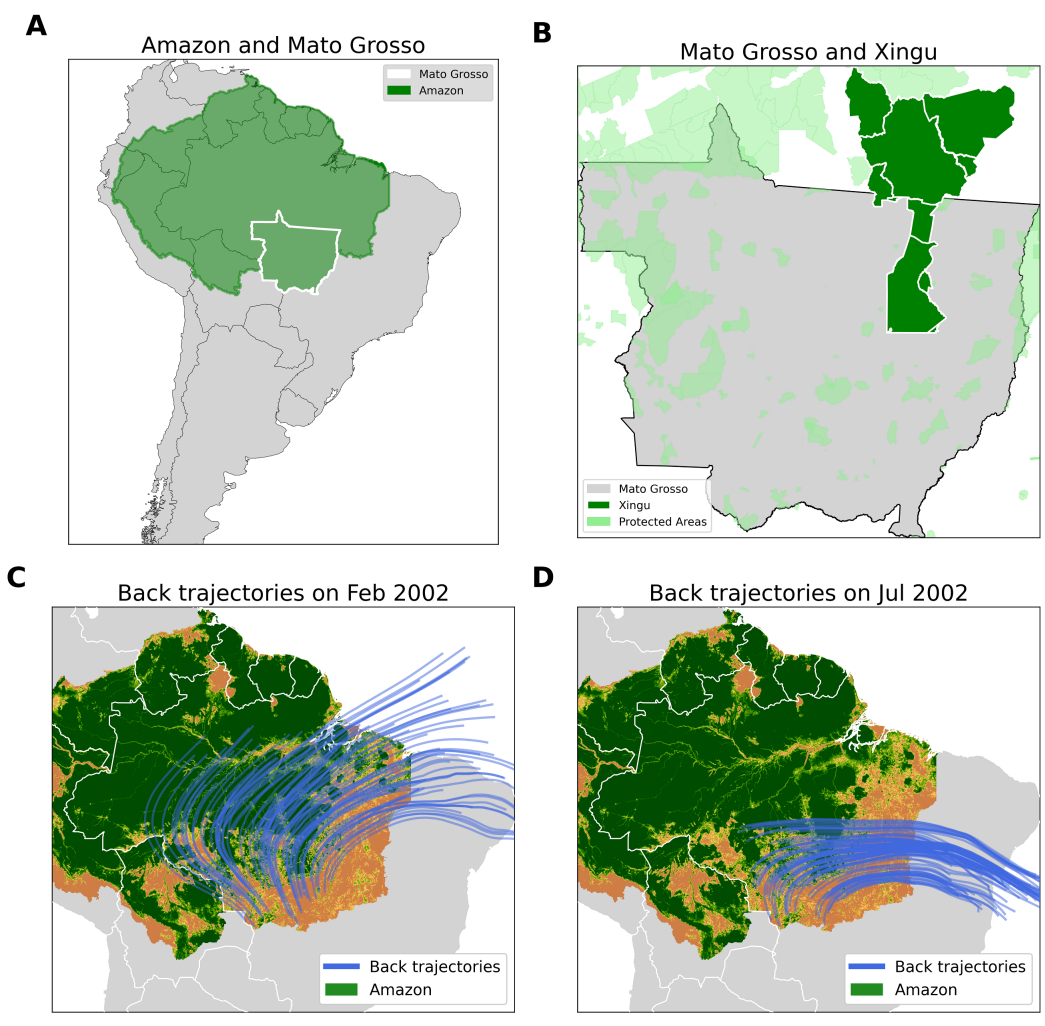 A
Amazon and Mato Grosso
Mato Grosso
Amazon
B
Mato Grosso and Xingu
Mato Grosso
Xingu
Protected Areas
C
Back trajectories on Feb 2002
Back trajectories
Amazon
D
Back trajectories on Jul 2002
Back trajectories
Amazon